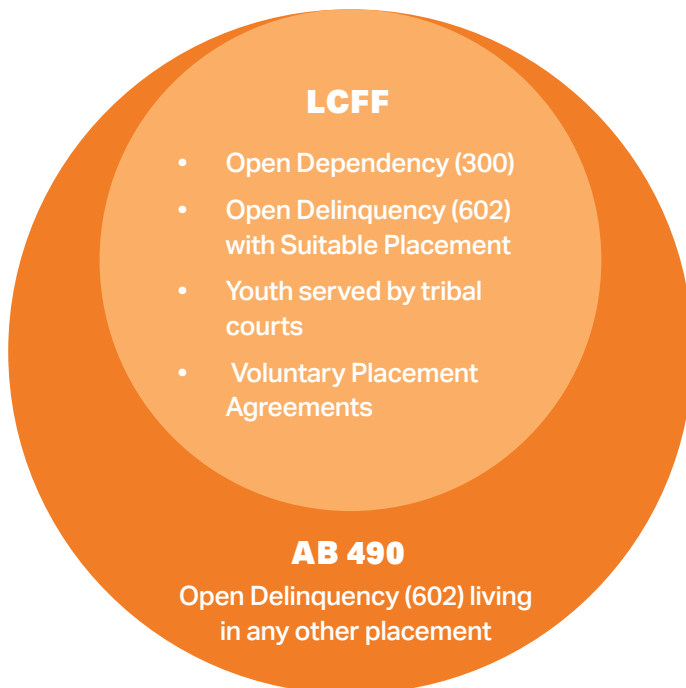 LCFF
• Open Dependency (300)
• Open Delinquency (602)
with Suitable Placement
• Youth served by tribal
courts
• Voluntary Placement
Agreements
AB 490
Open Delinquency (602) living
in any other placement